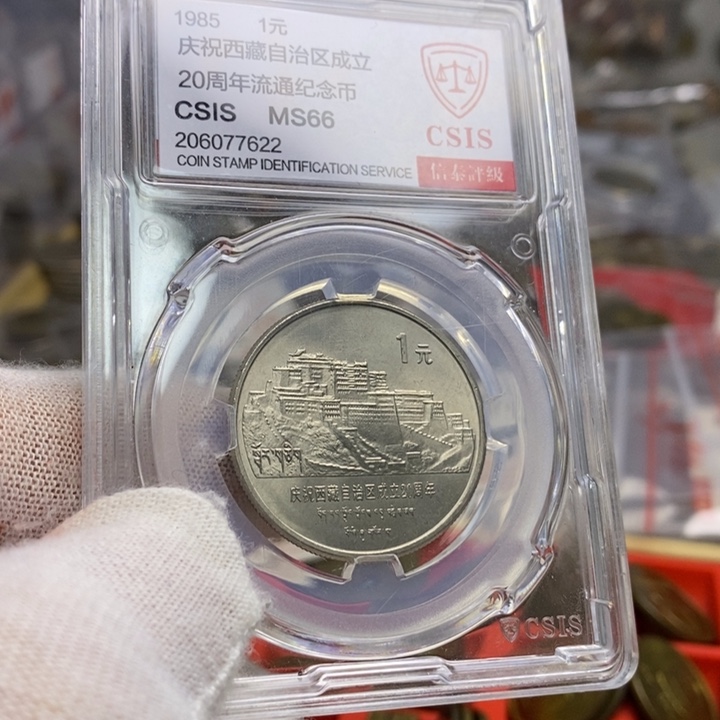 1985 1元
庆祝西藏自治区成立
20周年流通纪念币
CSIS MS66
206077622
COIN STAMP IDENTIFICATION SERVICE
CSIS
信泰評級
1元
庆祝西藏自治区成立20周年
CSIS